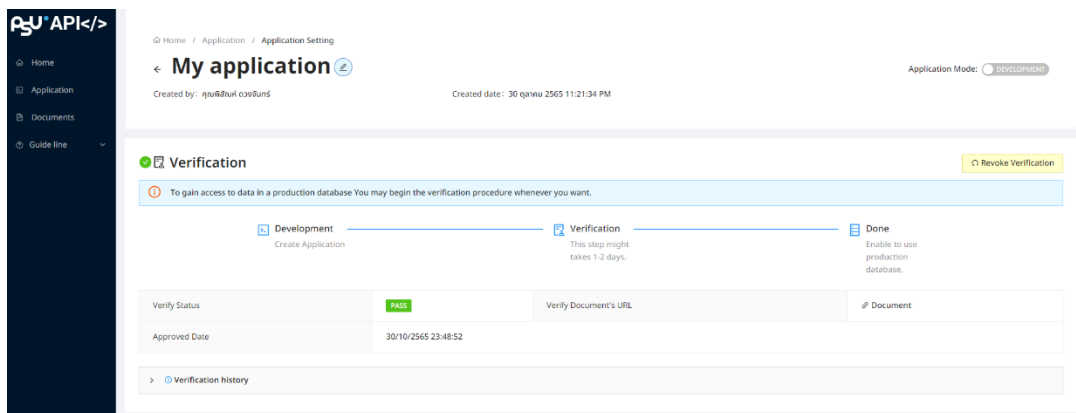 PSU API</>
Home
Application
Documents
Guide line
Home / Application / Application Setting
My application
Application Mode: DEVELOPMENT
Created by: คุณพิสัณห์ ดวงจันทร์
Created date: 30 ตุลาคม 2565 11:21:34 PM
Verification
Revoke Verification
To gain access to data in a production database You may begin the verification procedure whenever you want.
Development
Create Application
Verification
This step might
takes 1-2 days.
Done
Enable to use
production
database.
Verify Status
PASS
Verify Document's URL
Document
Approved Date
30/10/2565 23:48:52
Verification history